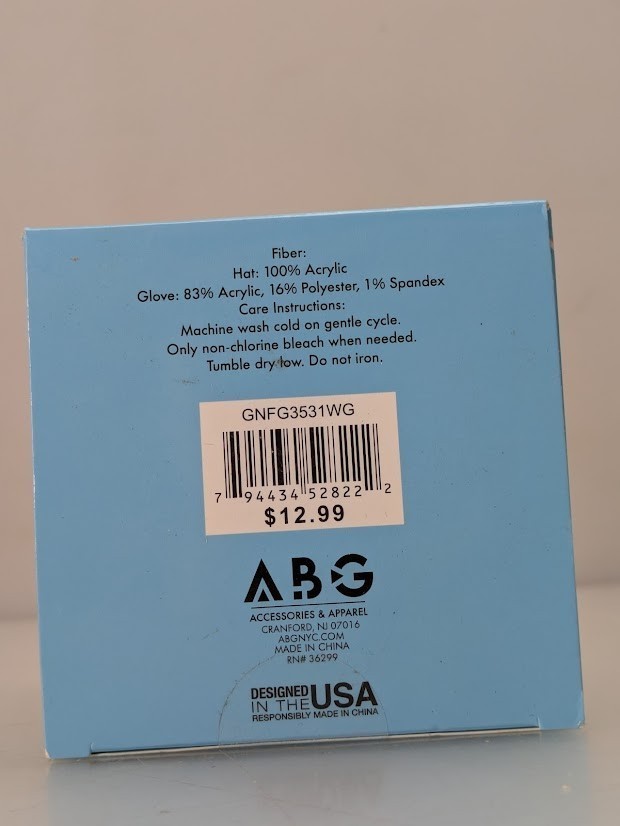 Fiber:
Hat: 100% Acrylic
Glove: 83% Acrylic, 16% Polyester, 1% Spandex
Care Instructions:
Machine wash cold on gentle cycle.
Only non-chlorine bleach when needed.
Tumble dry low. Do not iron.
GNFG3531WG
7 94434 52822 2
$12.99
ABG
ACCESSORIES & APPAREL
CRANFORD, NJ 07016
ABGNYC.COM
MADE IN CHINA
RN# 36299
DESIGNED
IN THE USA
RESPONSIBLY MADE IN CHINA